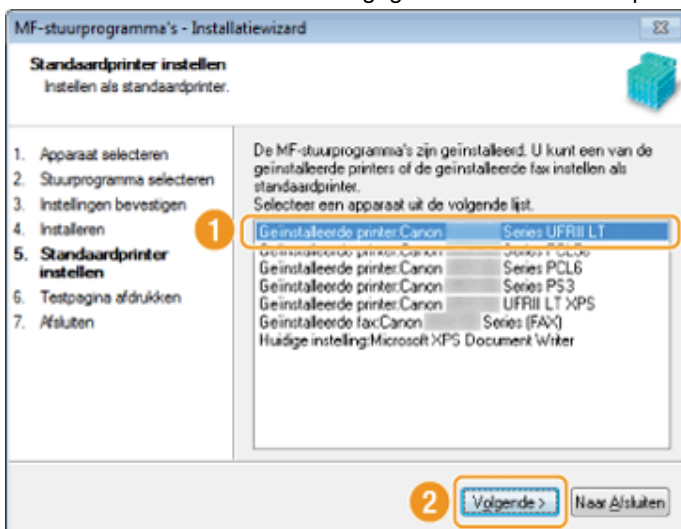 MF-stuurprogramma's - Installatiewizard
Standaardprinter instellen
Instellen als standaardprinter.
1. Apparaat selecteren
2. Stuurprogramma selecteren
3. Instellingen bevestigen
4. Installeren
5. Standaardprinter
instellen
6. Testpagina afdrukken
7. Afsluiten
De MF-stuurprogramma's zijn geïnstalleerd. U kunt een van de
geïnstalleerde printers of de geïnstalleerde fax instellen als
standaardprinter.
Selecteer een apparaat uit de volgende lijst.
1
Geïnstalleerde printer:Canon Series UFRII LT
Geïnstalleerde printer:Canon Series
Geïnstalleerde printer:Canon Series PCL6
Geïnstalleerde printer:Canon Series PS3
Geïnstalleerde printer:Canon UFRII LT XPS
Geïnstalleerde fax:Canon Series (FAX)
Huidige instelling:Microsoft XPS Document Writer
2
Volgende >
Naar Afsluiten